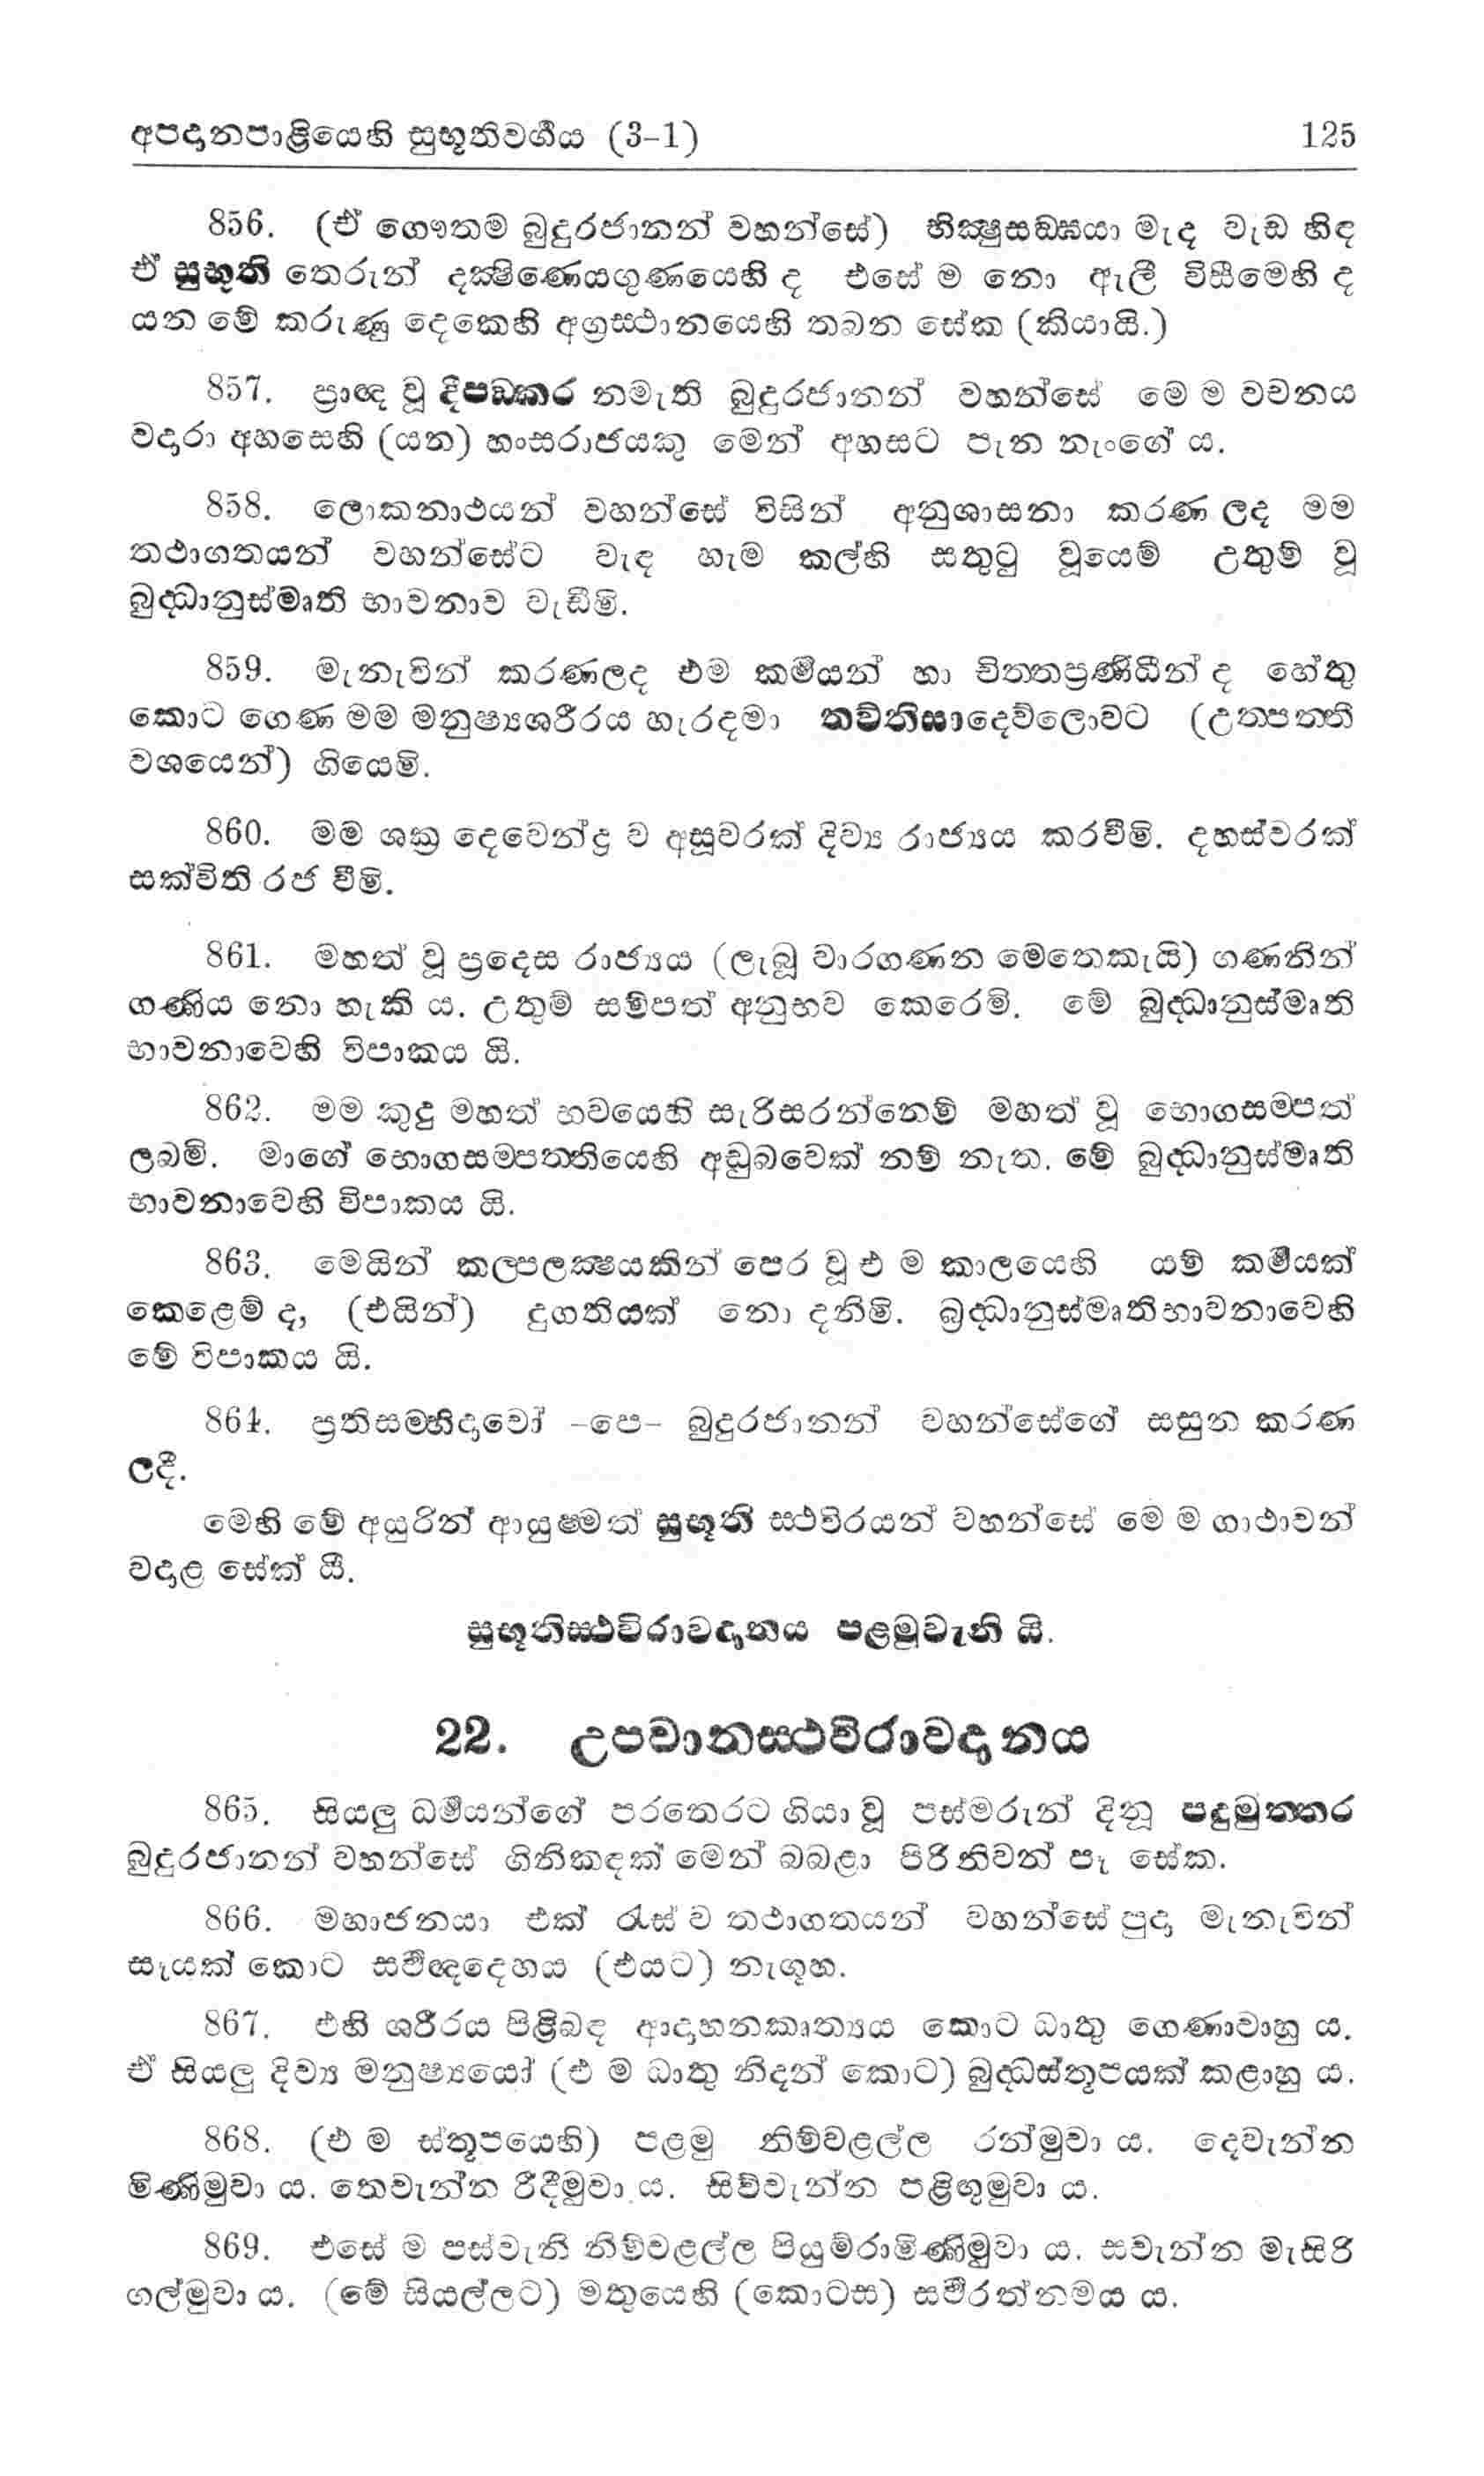 අපදානපාළියෙහි සුභූතිවර්‍ගය (3-1) 125
856. (ඒ ගෞතම බුදුරජානන් වහන්සේ) භික්‍ෂුසඞ්ඝයා මැද වැඩ හිඳ
ඒ සුභූති තෙරුන් දක්‍ෂිණෙය්‍යගුණයෙහි ද එසේ ම නො ඇලී විසීමෙහි ද
යන මේ කරුණු දෙකෙහි අග්‍රස්ථානයෙහි තබන සේක (කියායි.)
857. ප්‍රාඥ වූ දීපඞ්කර නමැති බුදුරජානන් වහන්සේ මෙ ම වචනය
වදාරා අහසෙහි (යන) හංසරාජයකු මෙන් අහසට පැන නැංගේ ය.
858. ලොකනාථයන් වහන්සේ විසින් අනුශාසනා කරණ ලද මම
තථාගතයන් වහන්සේට වැඳ හැම කල්හි සතුටු වූයෙම් උතුම් වූ
බුද්ධානුස්මෘති භාවනාව වැඩීමි.
859. මැනැවින් කරණලද එම කර්‍මයන් හා චිත්තප්‍රණිධීන් ද හේතු
කොට ගෙණ මම මනුෂ්‍යශරීරය හැරදමා තව්තිසාදෙව්ලොවට (උත්පත්ති
වශයෙන්) ගියෙමි.
860. මම ශක්‍ර දෙවෙන්ද්‍ර ව අසූවරක් දිව්‍ය රාජ්‍යය කරවීමි. දහස්වරක්
සක්විති රජ වීමි.
861. මහත් වූ ප්‍රදෙස රාජ්‍යය (ලැබූ වාරගණන මෙතෙකැයි) ගණනින්
ගණිය නො හැකි ය. උතුම් සම්පත් අනුභව කෙරෙමි. මේ බුද්ධානුස්මෘති
භාවනාවෙහි විපාකය යි.
862. මම කුදු මහත් භවයෙහි සැරිසරන්නෙම් මහත් වූ භොගසම්පත්
ලබමි. මාගේ භොගසම්පත්තියෙහි අඩුබවෙක් නම් නැත. මේ බුද්ධානුස්මෘති
භාවනාවෙහි විපාකය යි.
863. මෙයින් කල්පලක්‍ෂයකින් පෙර වූ එ ම කාලයෙහි යම් කර්‍මයක්
කෙළෙම් ද, (එයින්) දුගතියක් නො දනිමි. බුද්ධානුස්මෘතිභාවනාවෙහි
මේ විපාකය යි.
864. ප්‍රතිසම්භිදාවෝ -පෙ- බුදුරජානන් වහන්සේගේ සසුන කරණ
ලදී.
මෙහි මේ අයුරින් ආයුෂ්මත් සුභූති ස්ථවිරයන් වහන්සේ මෙ ම ගාථාවන්
වදාළ සේක් යී.
සුභූතිස්ථවිරාවදානය පළමුවැනි යි.
22. උපවානස්ථවිරාවදානය
865. සියලු ධර්‍මයන්ගේ පරතෙරට ගියා වූ පස්මරුන් දිනූ පදුමුත්තර
බුදුරජානන් වහන්සේ ගිනිකඳක් මෙන් බබළා පිරිනිවන් පෑ සේක.
866. මහාජනයා එක් රැස් ව තථාගතයන් වහන්සේ පුදා මැනැවින්
සෑයක් කොට සර්‍වඥදෙහය (එයට) නැගූහ.
867. එහි ශරීරය පිළිබඳ ආදාහනකෘත්‍යය කොට ධාතු ගෙණාවාහු ය.
ඒ සියලු දිව්‍ය මනුෂ්‍යයෝ (එ ම ධාතු නිදන් කොට) බුද්ධස්තූපයක් කළාහු ය.
868. (එ ම ස්තූපයෙහි) පළමු නිම්වළල්ල රන්මුවා ය. දෙවැන්න
මිණිමුවා ය. තෙවැන්න රිදීමුවා ය. සිව්වැන්න පළිඟුමුවා ය.
869. එසේ ම පස්වැනි නිම්වළල්ල පියුම්රාමිණිමුවා ය. සවැන්න මැසිරි
ගල්මුවා ය. (මේ සියල්ලට) මතුයෙහි (කොටස) සර්‍වරත්නමය ය.